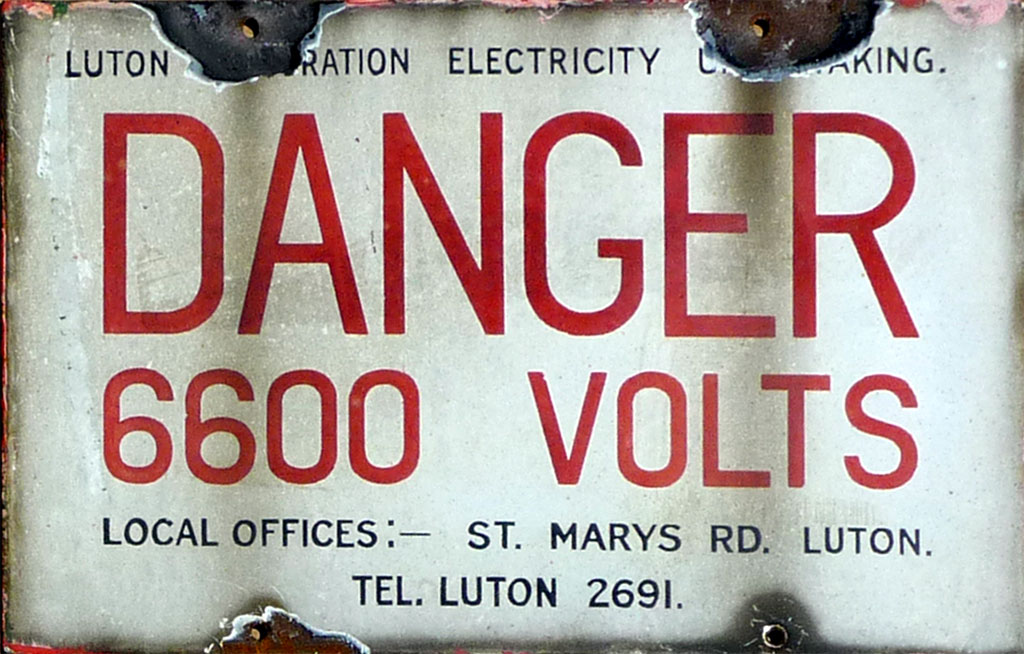 LUTON ELECTRICITY
DANGER
6600 VOLTS
LOCAL OFFICES:— ST. MARYS RD. LUTON.
TEL. LUTON 2691.